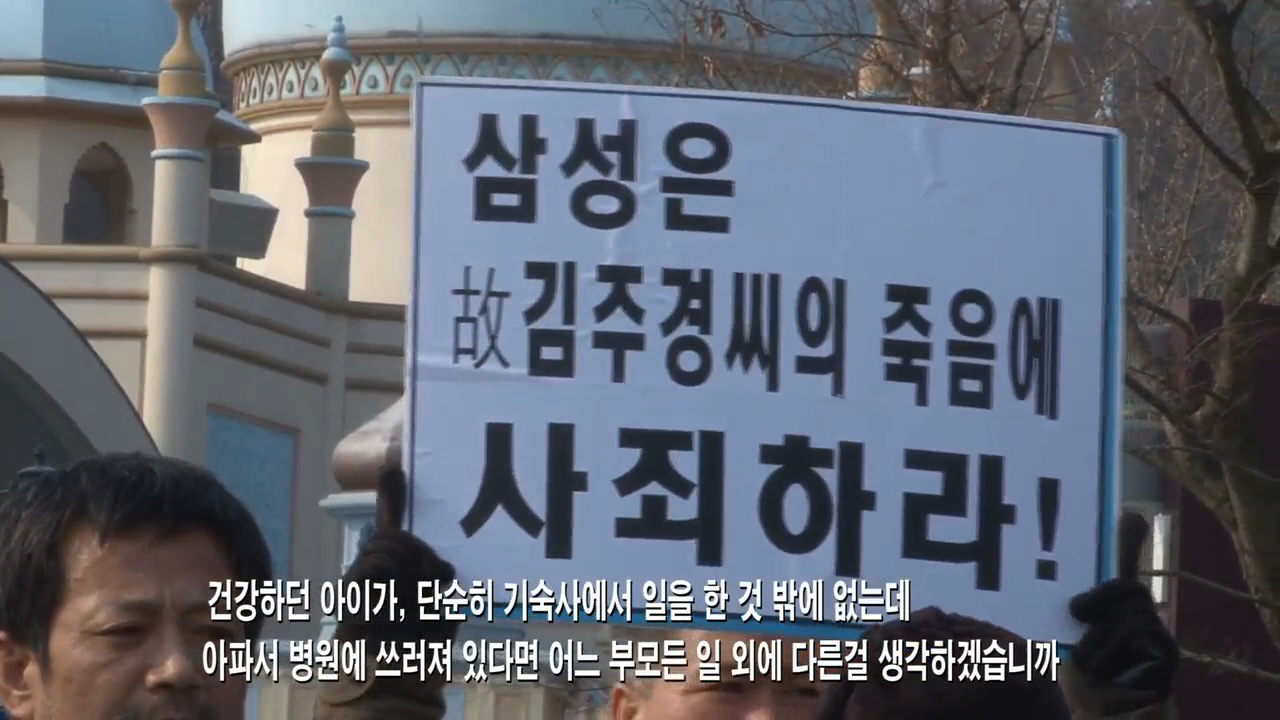 삼성은
故김주경씨의 죽음에
사죄하라!
건강하던 아이가, 단순히 기숙사에서 일을 한 것 밖에 없는데
아파서 병원에 쓰러져 있다면 어느 부모든 일 외에 다른걸 생각하겠습니까